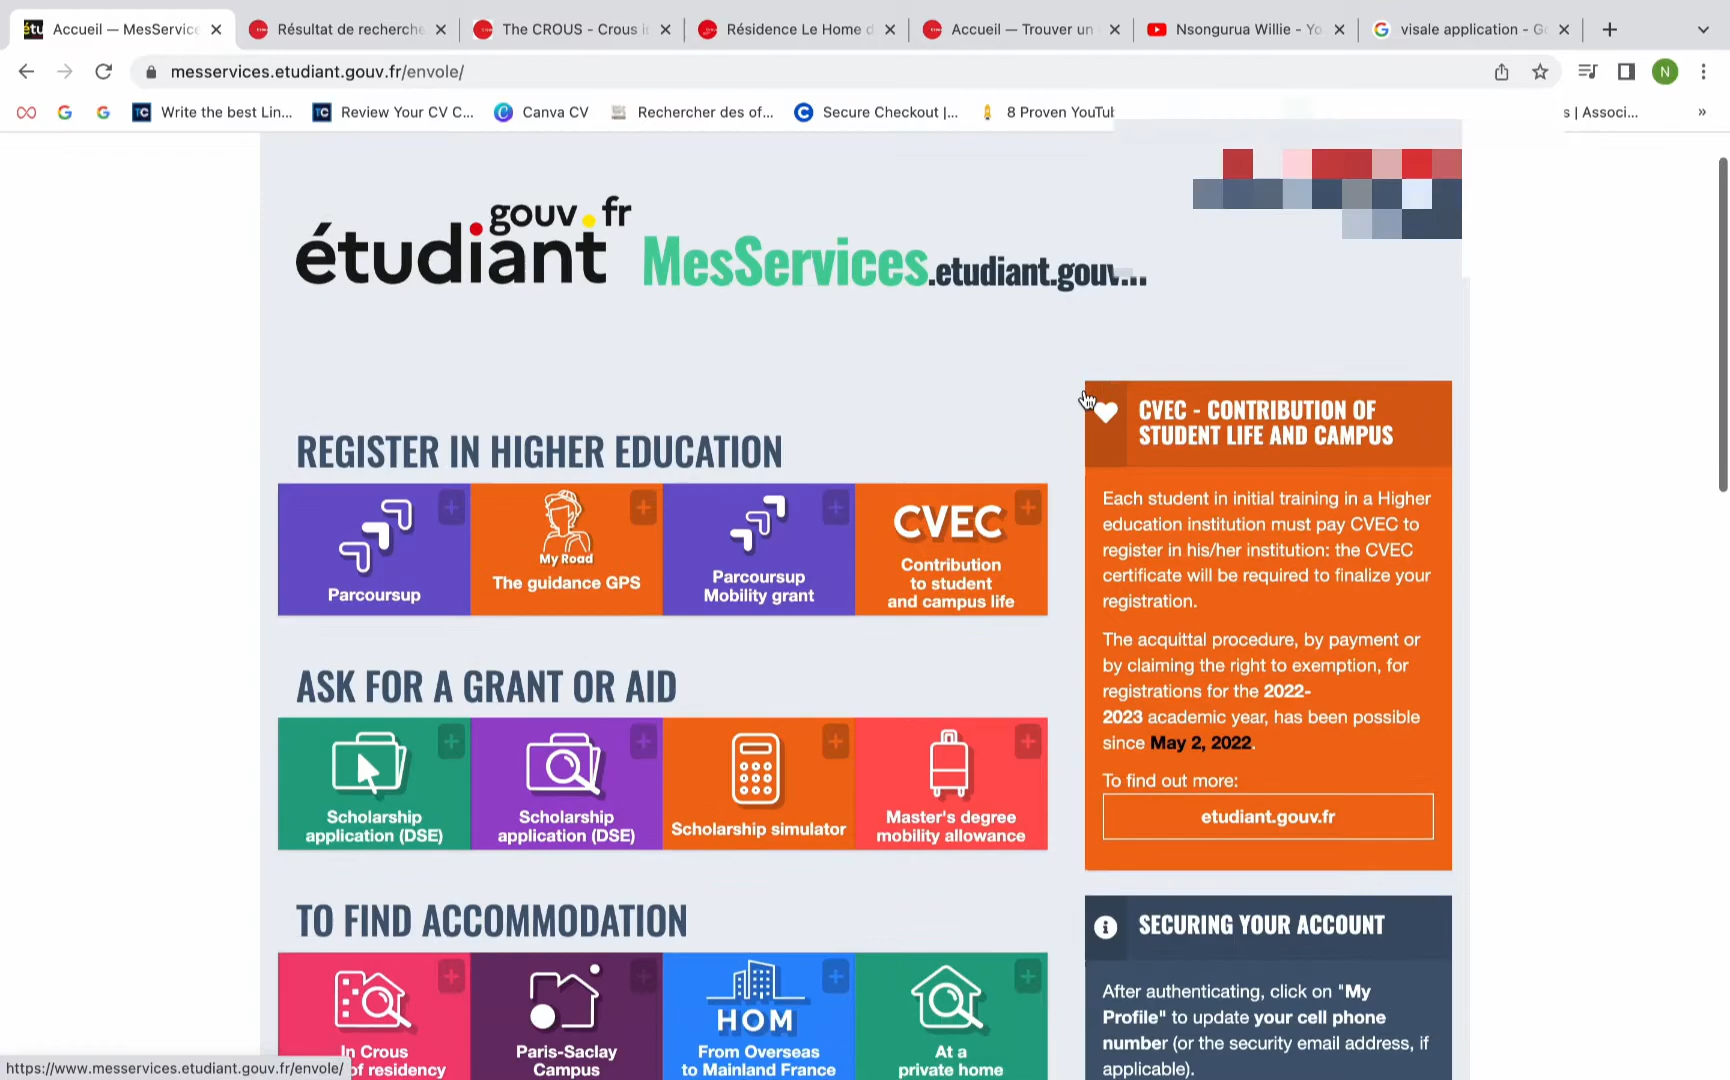 étu Accueil — MesService
Résultat de recherche
The CROUS - Crous i
Résidence Le Home d
Accueil — Trouver un
Nsongurua Willie - Yo
visale application - G
messervices.etudiant.gouv.fr/envole/
N
TC Write the best Lin...
TC Review Your CV C...
Canva CV
Rechercher des of...
Secure Checkout |...
8 Proven YouTub
s | Associ...
»
gouv.fr
étudiant
MesServices.etudiant.gouv...
REGISTER IN HIGHER EDUCATION
Parcoursup
My Road
The guidance GPS
Parcoursup
Mobility grant
CVEC
Contribution
to student
and campus life
ASK FOR A GRANT OR AID
Scholarship
application (DSE)
Scholarship
application (DSE)
Scholarship simulator
Master's degree
mobility allowance
TO FIND ACCOMMODATION
In Crous
of residency
Paris-Saclay
Campus
HOM
From Overseas
to Mainland France
At a
private home
CVEC - CONTRIBUTION OF
STUDENT LIFE AND CAMPUS
Each student in initial training in a Higher
education institution must pay CVEC to
register in his/her institution: the CVEC
certificate will be required to finalize your
registration.
The acquittal procedure, by payment or
by claiming the right to exemption, for
registrations for the 2022-
2023 academic year, has been possible
since May 2, 2022.
To find out more:
etudiant.gouv.fr
SECURING YOUR ACCOUNT
After authenticating, click on "My
Profile" to update your cell phone
number (or the security email address, if
applicable).
https://www.messervices.etudiant.gouv.fr/envole/